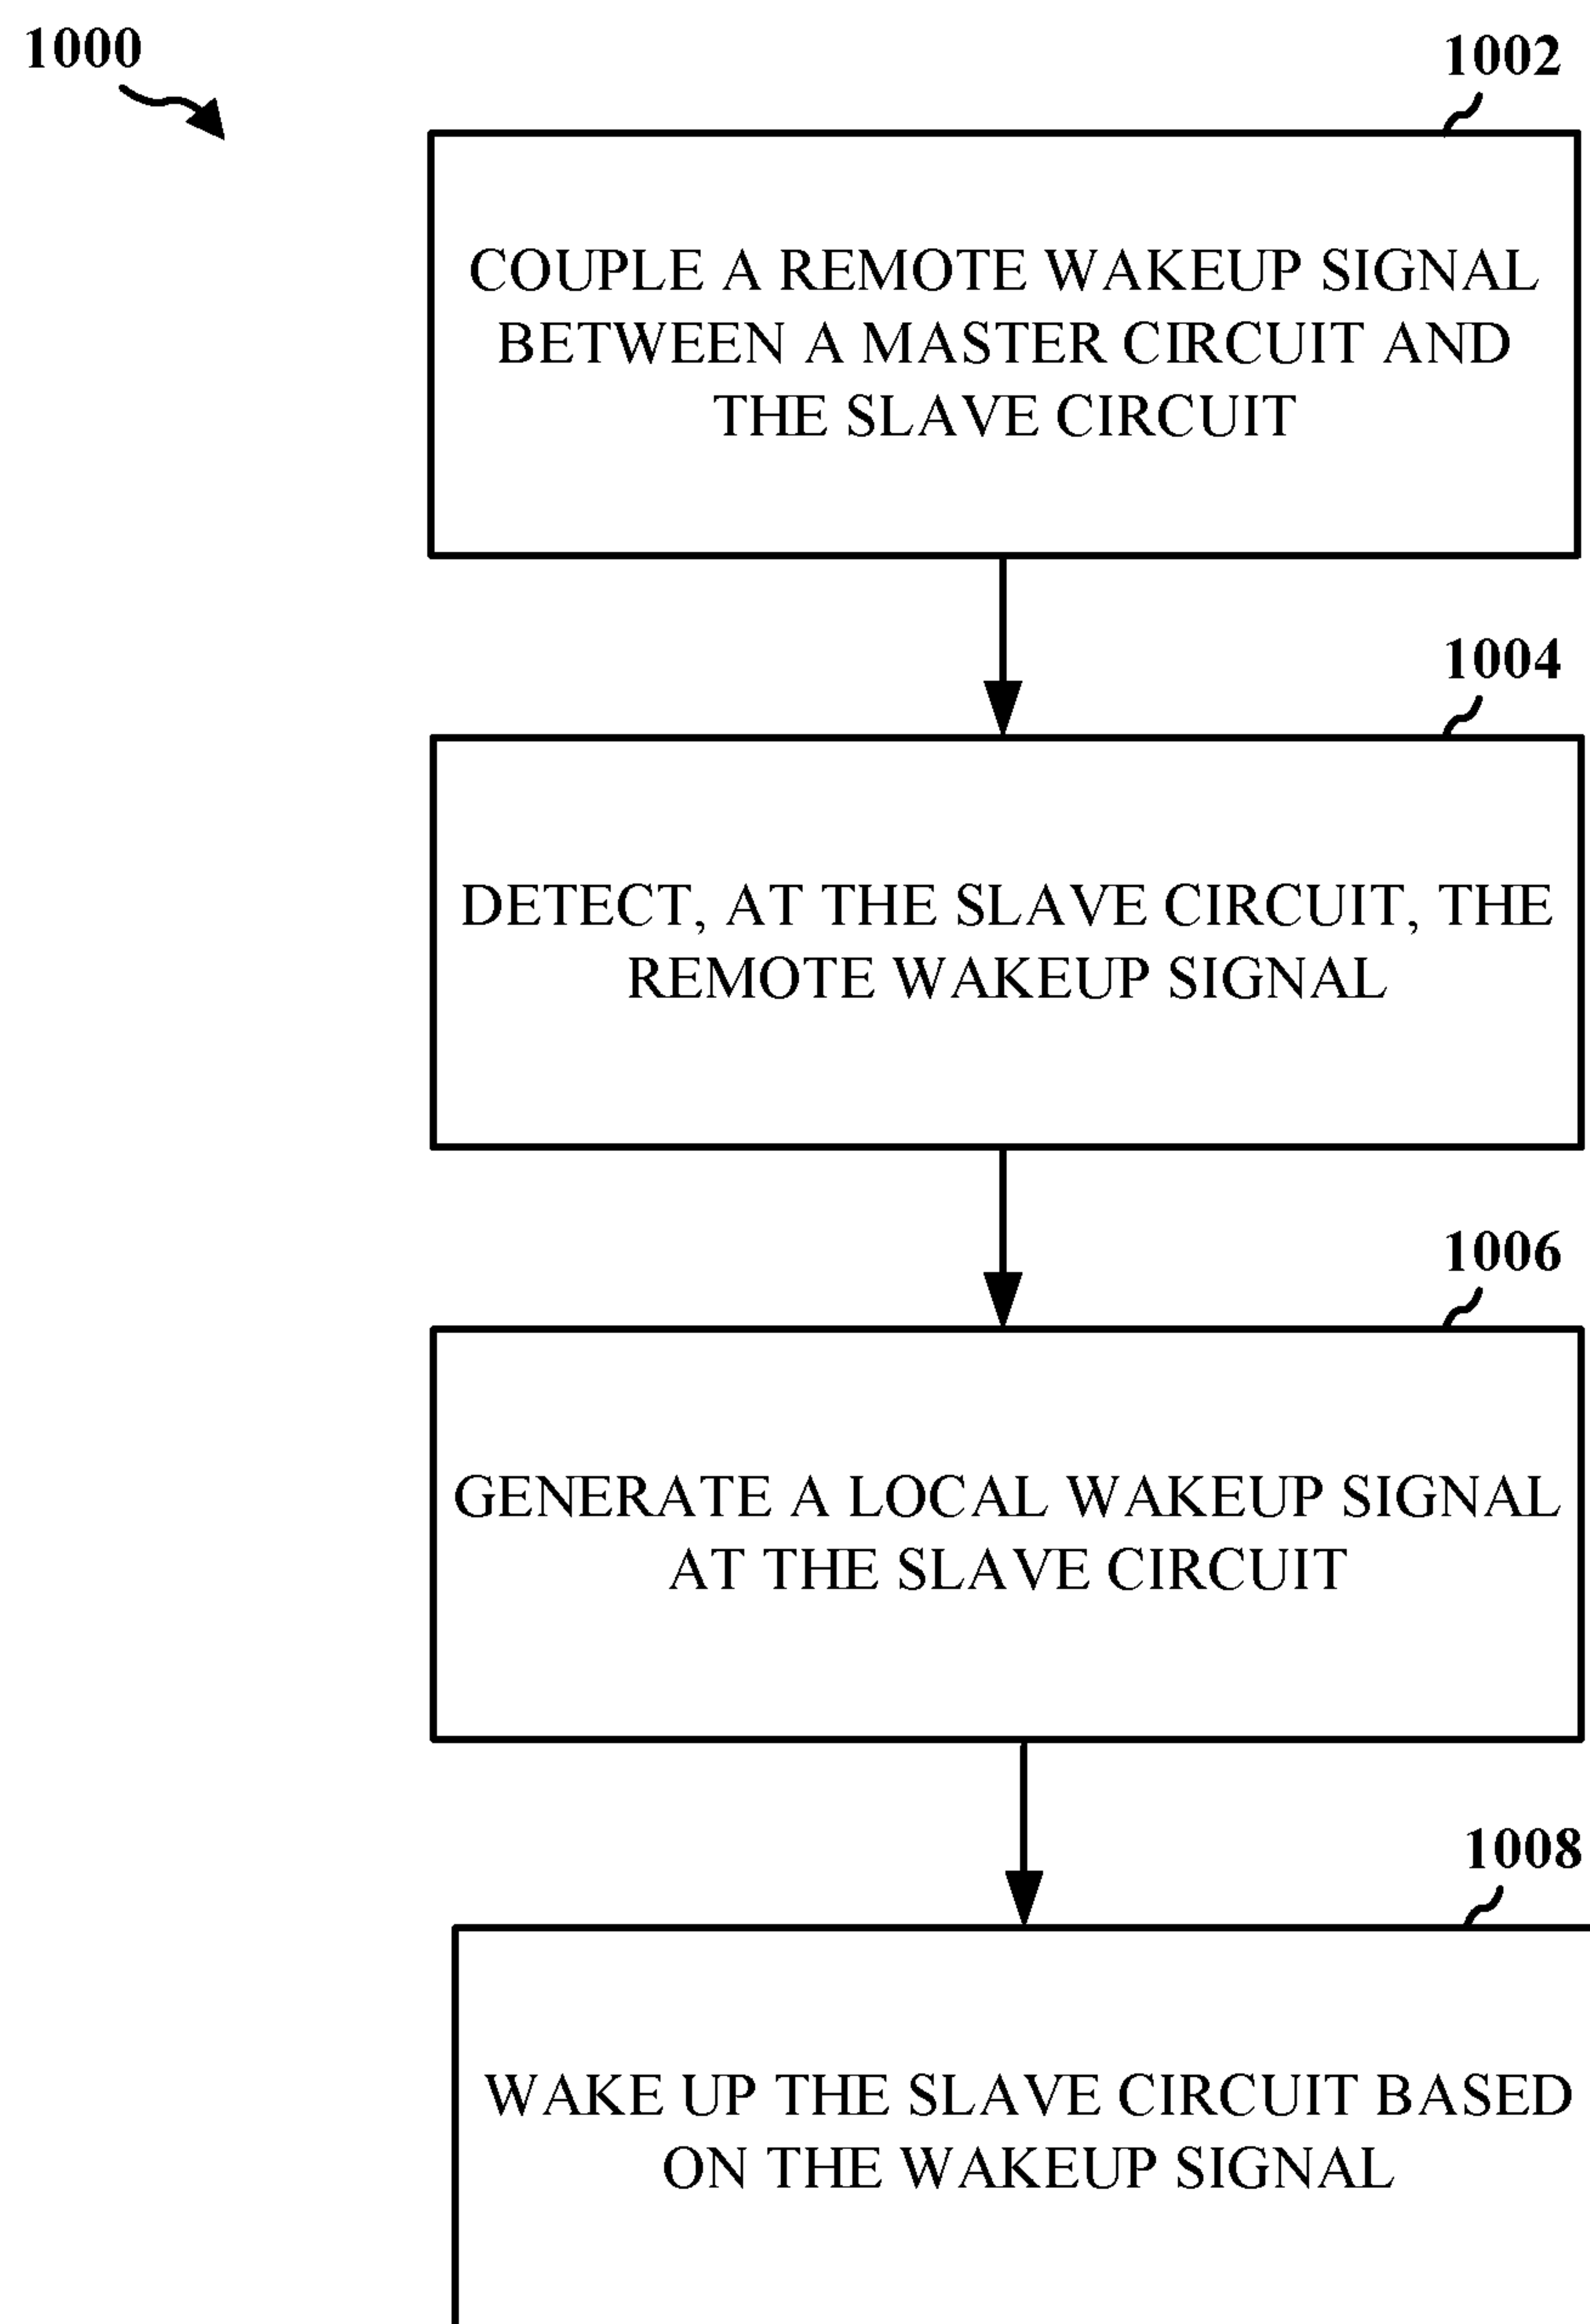 1000
1002
COUPLE A REMOTE WAKEUP SIGNAL
BETWEEN A MASTER CIRCUIT AND
THE SLAVE CIRCUIT
1004
DETECT, AT THE SLAVE CIRCUIT, THE
REMOTE WAKEUP SIGNAL
1006
GENERATE A LOCAL WAKEUP SIGNAL
AT THE SLAVE CIRCUIT
1008
WAKE UP THE SLAVE CIRCUIT BASED
ON THE WAKEUP SIGNAL